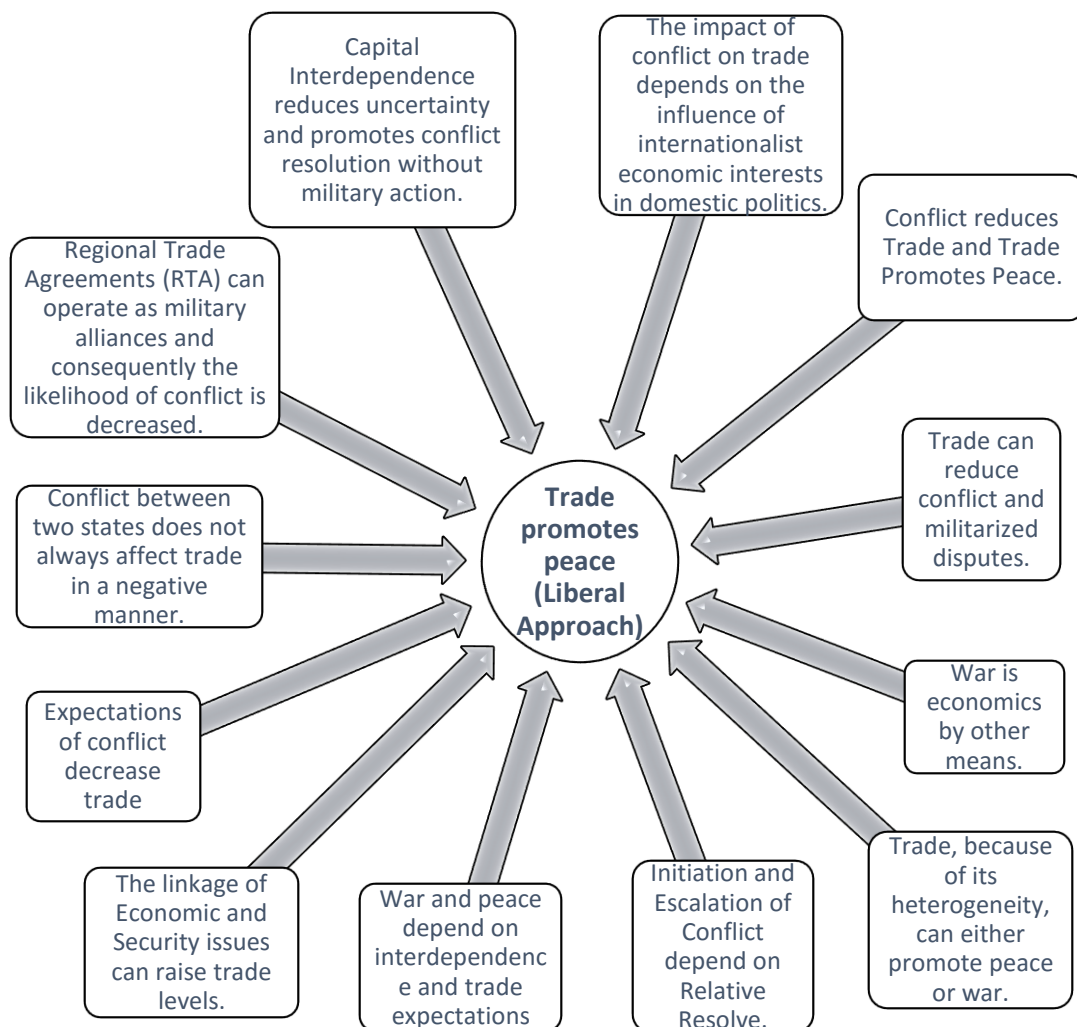 Capital
Interdependence
reduces uncertainty
and promotes conflict
resolution without
military action.
The impact of
conflict on trade
depends on the
influence of
internationalist
economic interests
in domestic politics.
Conflict reduces
Trade and Trade
Promotes Peace.
Regional Trade
Agreements (RTA) can
operate as military
alliances and
consequently the
likelihood of conflict is
decreased.
Trade can
reduce
conflict and
militarized
disputes.
Trade
promotes
peace
(Liberal
Approach)
Conflict between
two states does not
always affect trade
in a negative
manner.
War is
economics
by other
means.
Expectations
of conflict
decrease
trade
Trade, because
of its
heterogeneity,
can either
promote peace
or war.
The linkage of
Economic and
Security issues
can raise trade
levels.
War and peace
depend on
interdependenc
e and trade
expectations
Initiation and
Escalation of
Conflict
depend on
Relative
Resolve.